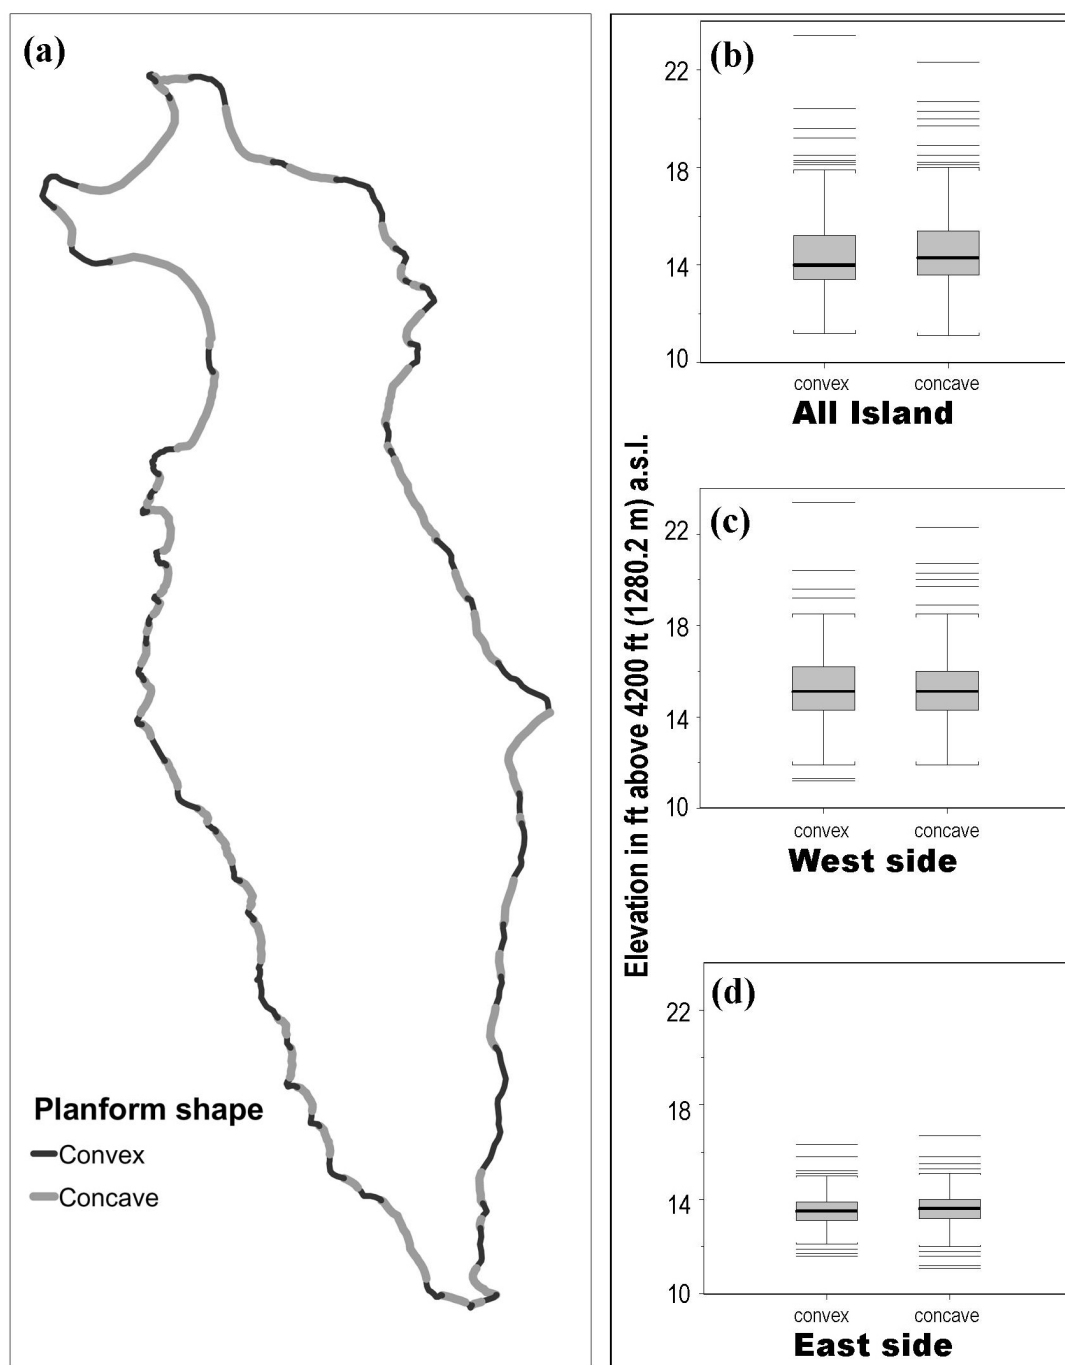 (a)
Planform shape
Convex
Concave
Elevation in ft above 4200 ft (1280.2 m) a.s.l.
(b)
22
18
14
10
convex concave
All Island
(c)
22
18
14
10
convex concave
West side
(d)
22
18
14
10
convex concave
East side